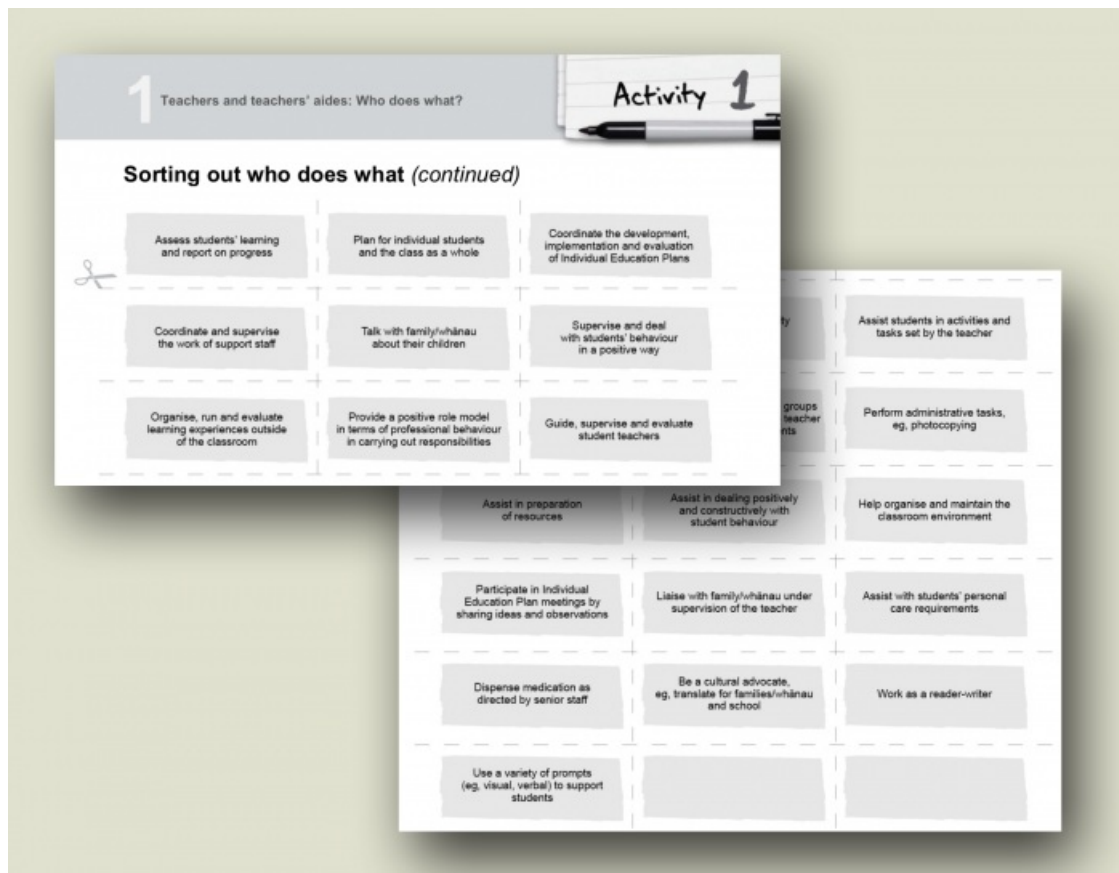 1 Teachers and teachers' aides: Who does what?
Activity 1
Sorting out who does what (continued)
Assess students' learning
and report on progress
Plan for individual students
and the class as a whole
Coordinate the development,
implementation and evaluation
of Individual Education Plans
Coordinate and supervise
the work of support staff
Talk with family/whānau
about their children
Supervise and deal
with students' behaviour
in a positive way
Organise, run and evaluate
learning experiences outside
of the classroom
Provide a positive role model
in terms of professional behaviour
in carrying out responsibilities
Guide, supervise and evaluate
student teachers
Assist students in activities and
tasks set by the teacher
groups
teacher
Perform administrative tasks,
eg, photocopying
Assist in preparation
of resources
Assist in dealing positively
and constructively with
student behaviour
Help organise and maintain the
classroom environment
Participate in Individual
Education Plan meetings by
sharing ideas and observations
Liaise with family/whānau under
supervision of the teacher
Assist with students' personal
care requirements
Dispense medication as
directed by senior staff
Be a cultural advocate,
eg, translate for families/whānau
and school
Work as a reader-writer
Use a variety of prompts
(eg, visual, verbal) to support
students